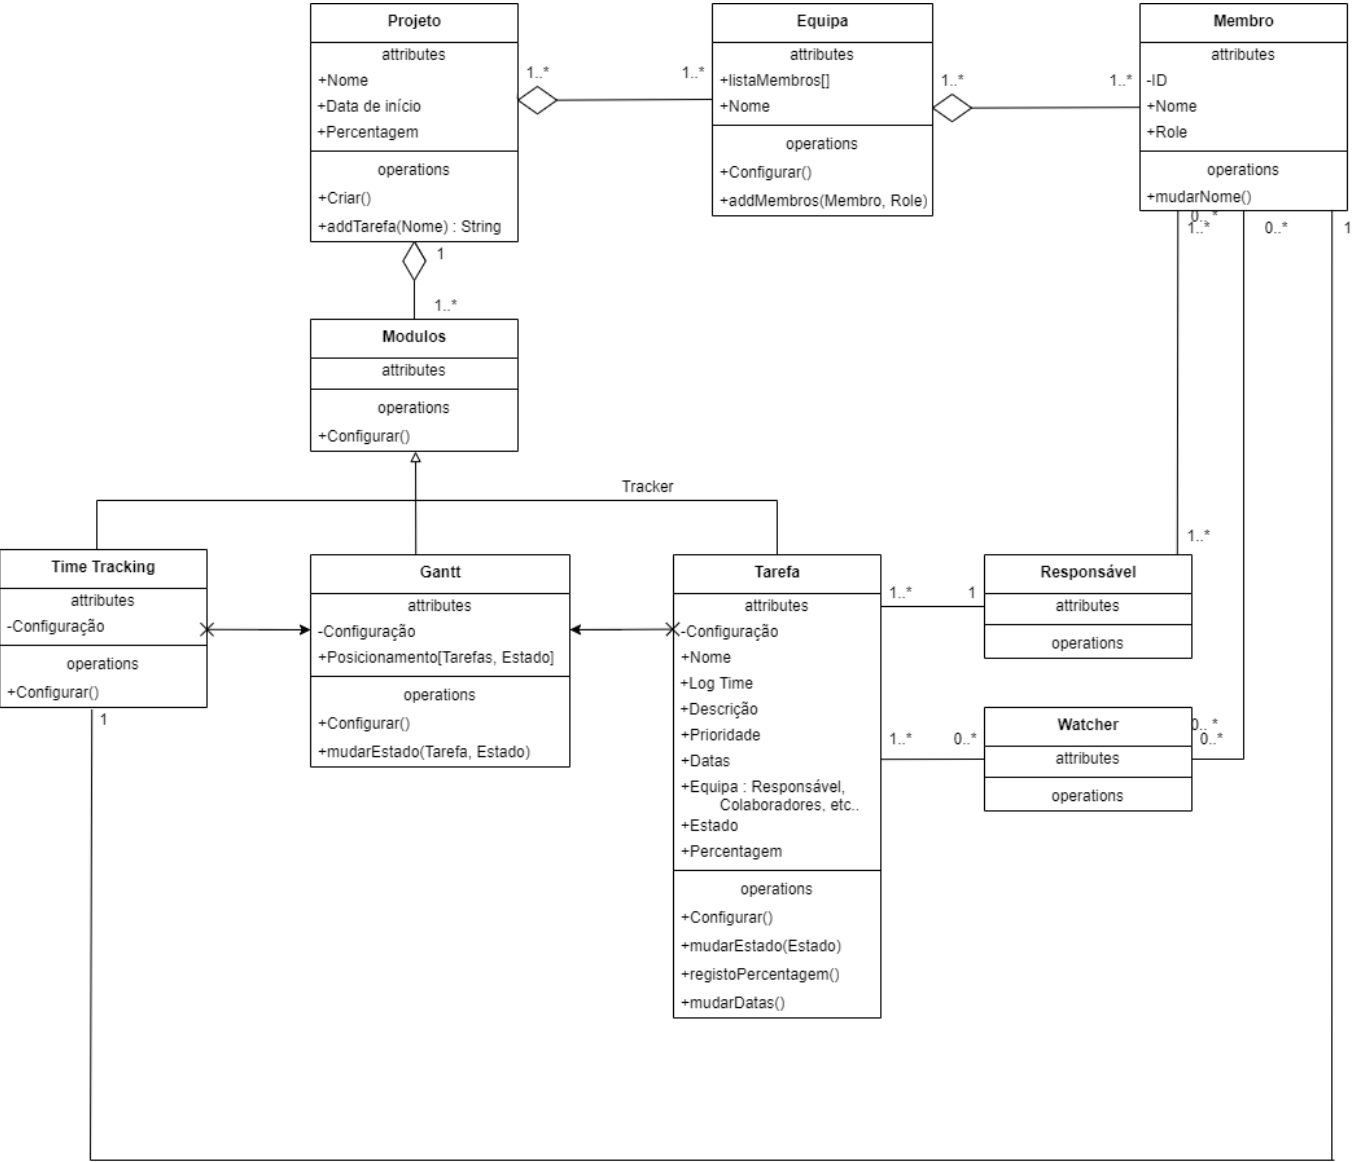 Projeto
attributes
+Nome
+Data de início
+Percentagem
operations
+Criar()
+addTarefa(Nome) : String
1..*
1..*
Equipa
attributes
+listaMembros[]
+Nome
operations
+Configurar()
+addMembros(Membro, Role)
1..*
1..*
Membro
attributes
-ID
+Nome
+Role
operations
+mudarNome()
0..*
1..*
0..*
1
1
1..*
Modulos
attributes
operations
+Configurar()
Tracker
1..*
Time Tracking
attributes
-Configuração
operations
+Configurar()
1
Gantt
attributes
-Configuração
+Posicionamento[Tarefas, Estado]
operations
+Configurar()
+mudarEstado(Tarefa, Estado)
Tarefa
attributes
-Configuração
+Nome
+Log Time
+Descrição
+Prioridade
+Datas
+Equipa : Responsável,
Colaboradores, etc..
+Estado
+Percentagem
operations
+Configurar()
+mudarEstado(Estado)
+registoPercentagem()
+mudarDatas()
1..*
1
Responsável
attributes
operations
1..*
0..*
Watcher
attributes
operations
0..*
0..*